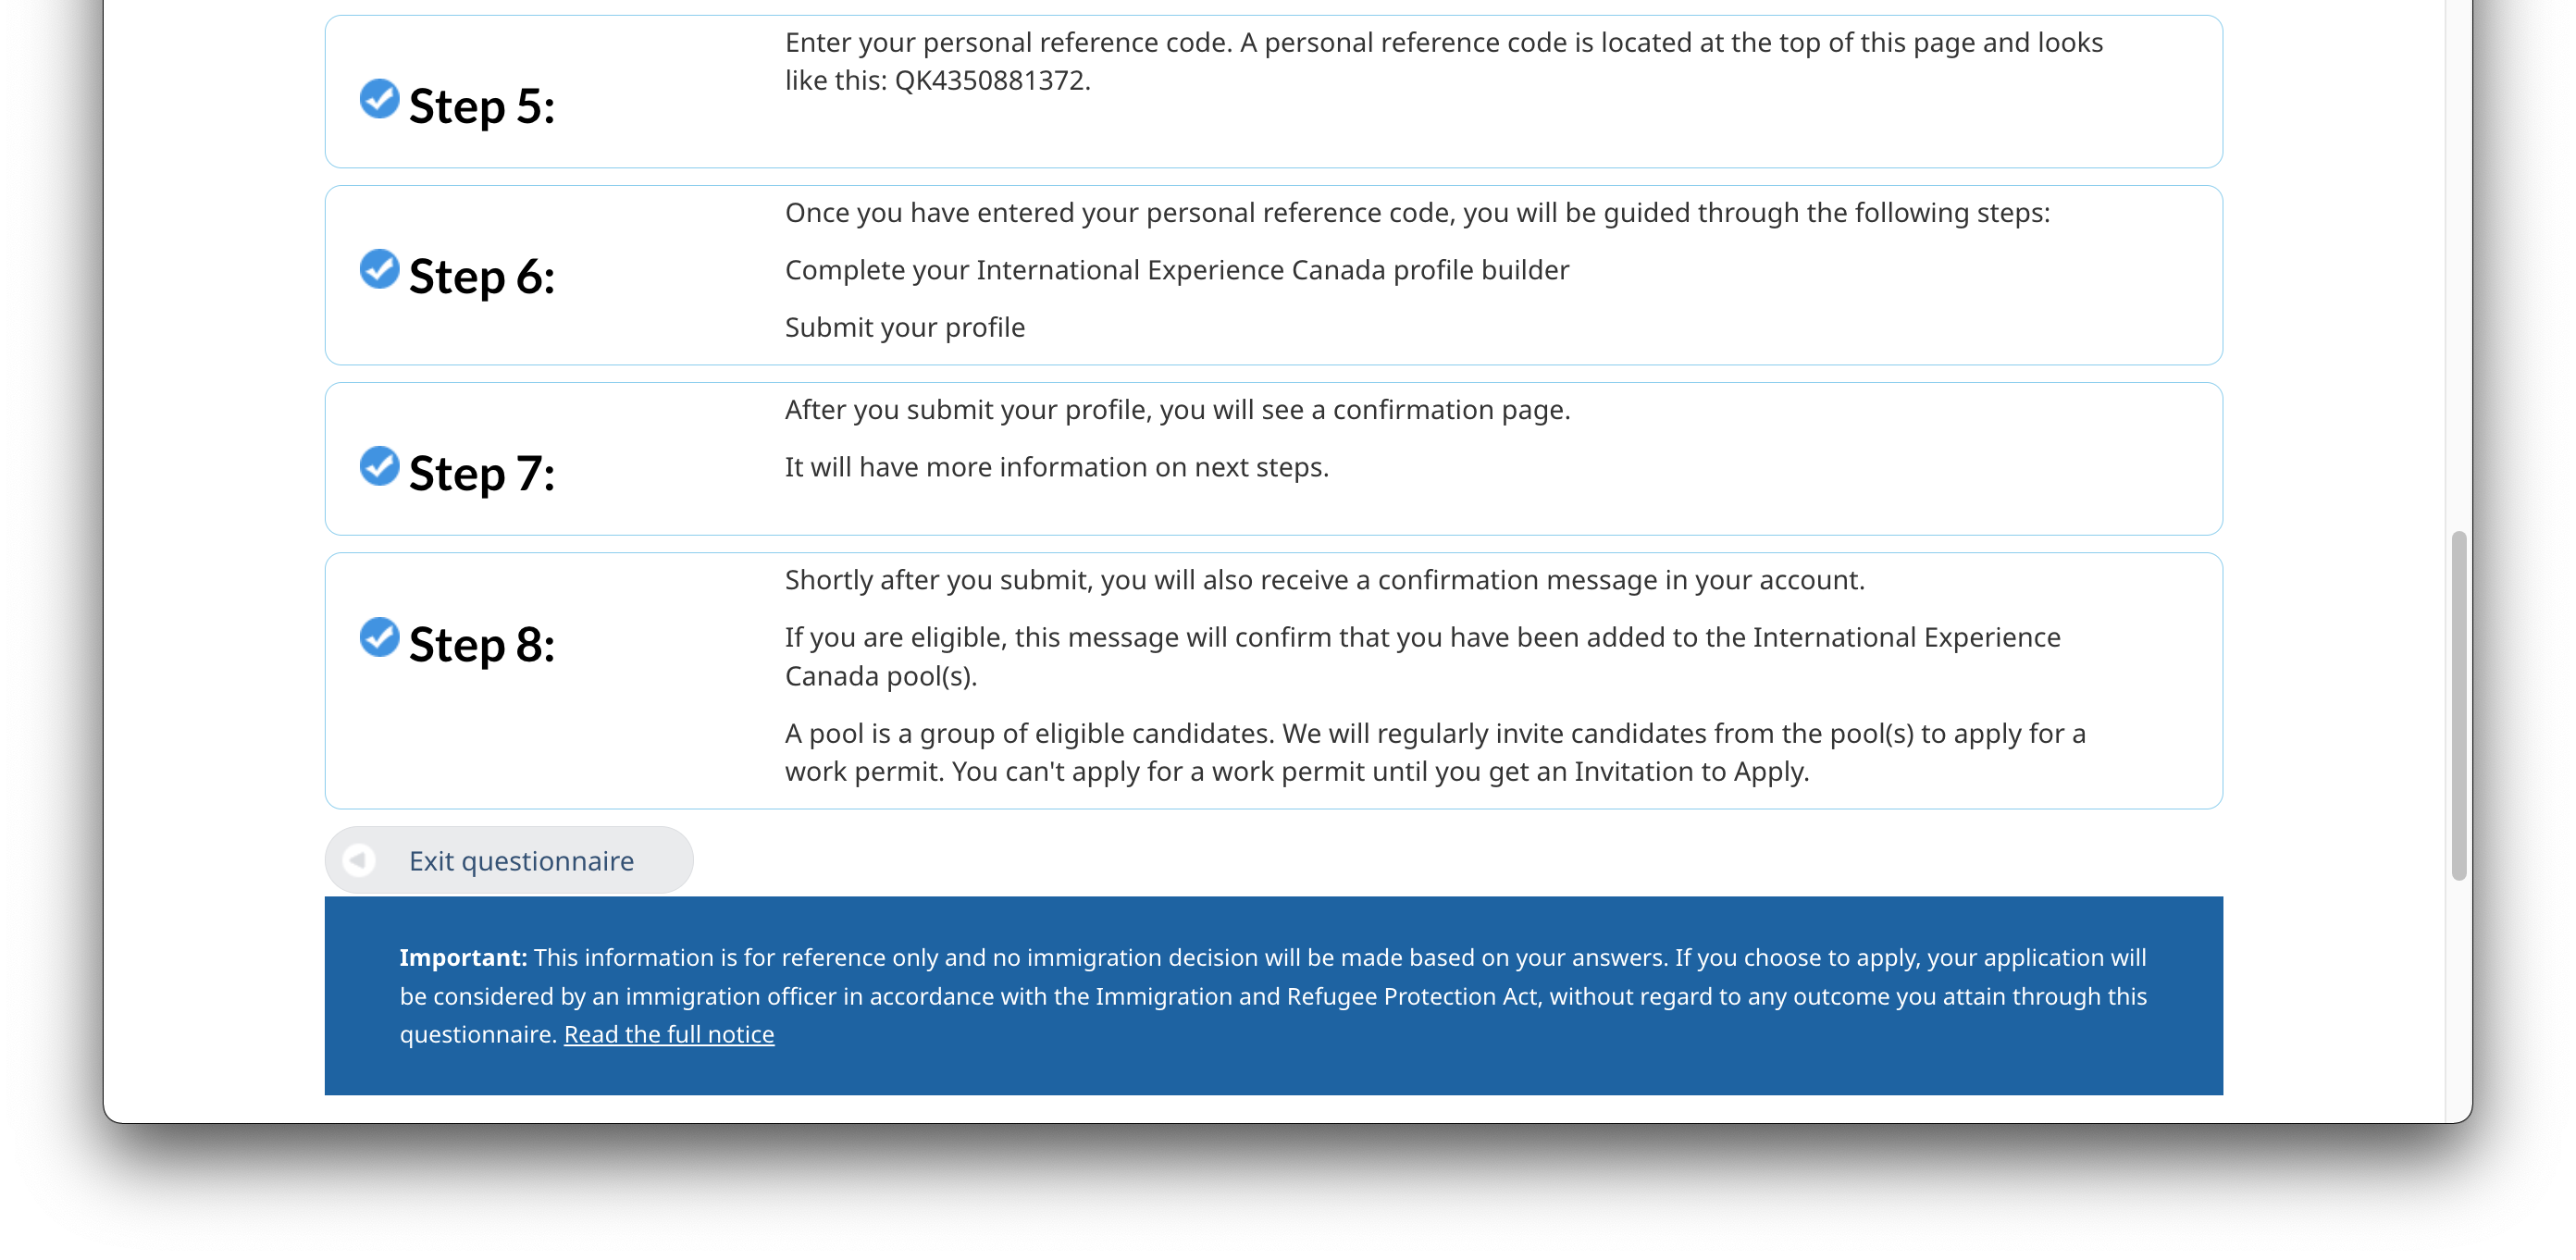 Enter your personal reference code. A personal reference code is located at the top of this page and looks
like this: QK4350881372.
Step 5:
Once you have entered your personal reference code, you will be guided through the following steps:
Step 6:
Complete your International Experience Canada profile builder
Submit your profile
After you submit your profile, you will see a confirmation page.
Step 7:
It will have more information on next steps.
Shortly after you submit, you will also receive a confirmation message in your account.
Step 8:
If you are eligible, this message will confirm that you have been added to the International Experience
Canada pool(s).
A pool is a group of eligible candidates. We will regularly invite candidates from the pool(s) to apply for a
work permit. You can't apply for a work permit until you get an Invitation to Apply.
Exit questionnaire
Important: This information is for reference only and no immigration decision will be made based on your answers. If you choose to apply, your application will
be considered by an immigration officer in accordance with the Immigration and Refugee Protection Act, without regard to any outcome you attain through this
questionnaire. Read the full notice